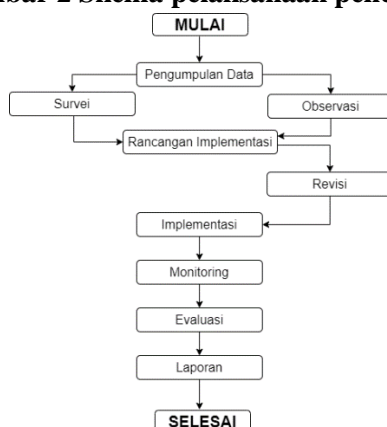 MULAI
Pengumpulan Data
Survei
Observasi
Rancangan Implementasi
Revisi
Implementasi
Monitoring
Evaluasi
Laporan
SELESAI